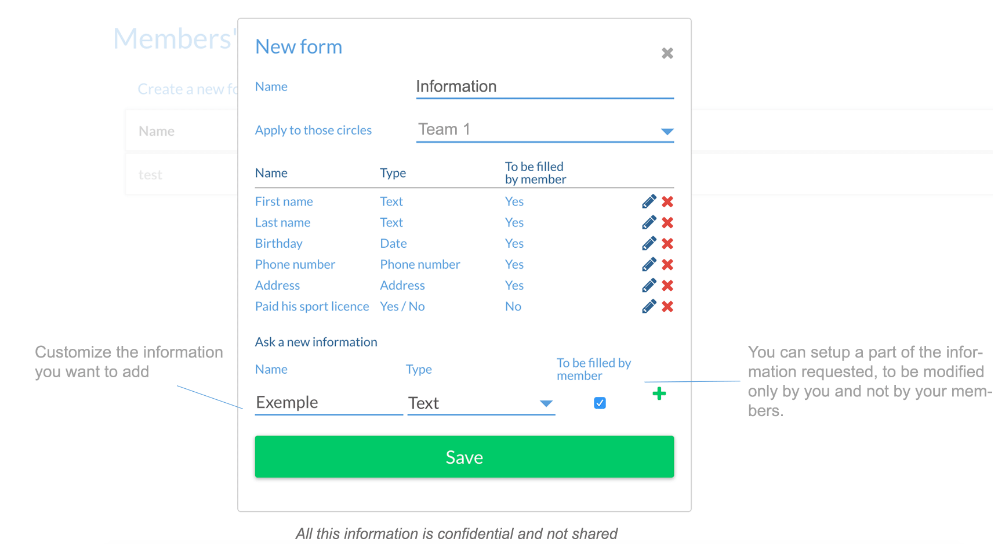 Members'
New form
Create a new fo
Name Information
Name
Apply to those circles Team 1
test
Name Type To be filled
by member
First name Text Yes
Last name Text Yes
Birthday Date Yes
Phone number Phone number Yes
Address Address Yes
Paid his sport licence Yes / No No
Ask a new information
Customize the information
you want to add
Name Type To be filled by
member
Exemple Text
You can setup a part of the infor-
mation requested, to be modified
only by you and not by your mem-
bers.
Save
All this information is confidential and not shared